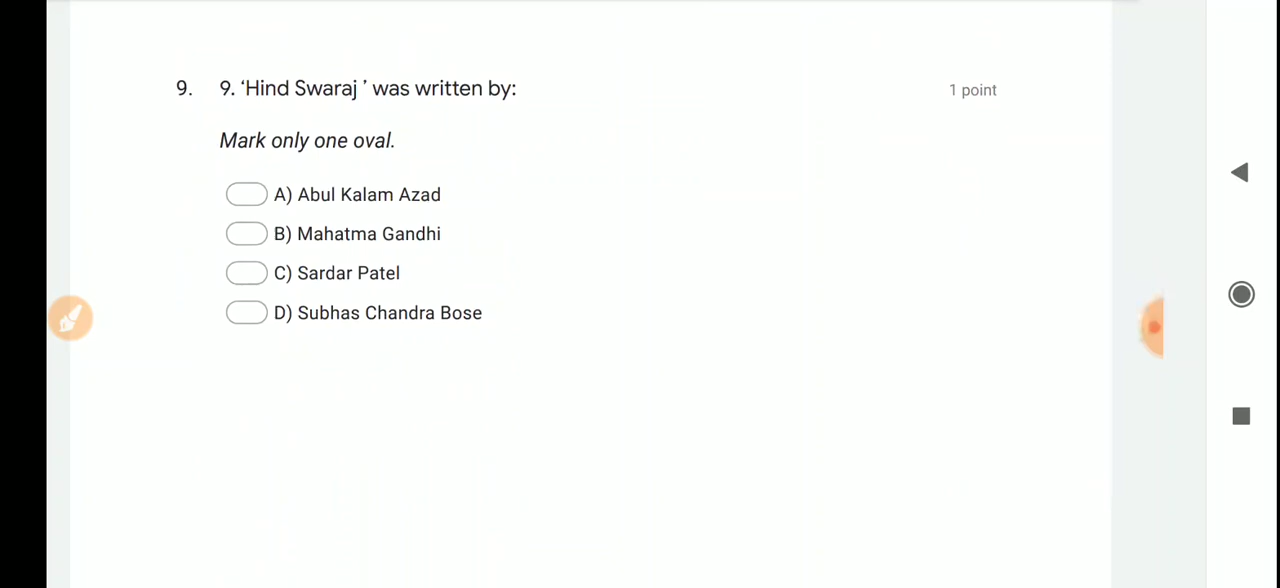 9. 9. ‘Hind Swaraj ’ was written by: 1 point
Mark only one oval.
A) Abul Kalam Azad
B) Mahatma Gandhi
C) Sardar Patel
D) Subhas Chandra Bose